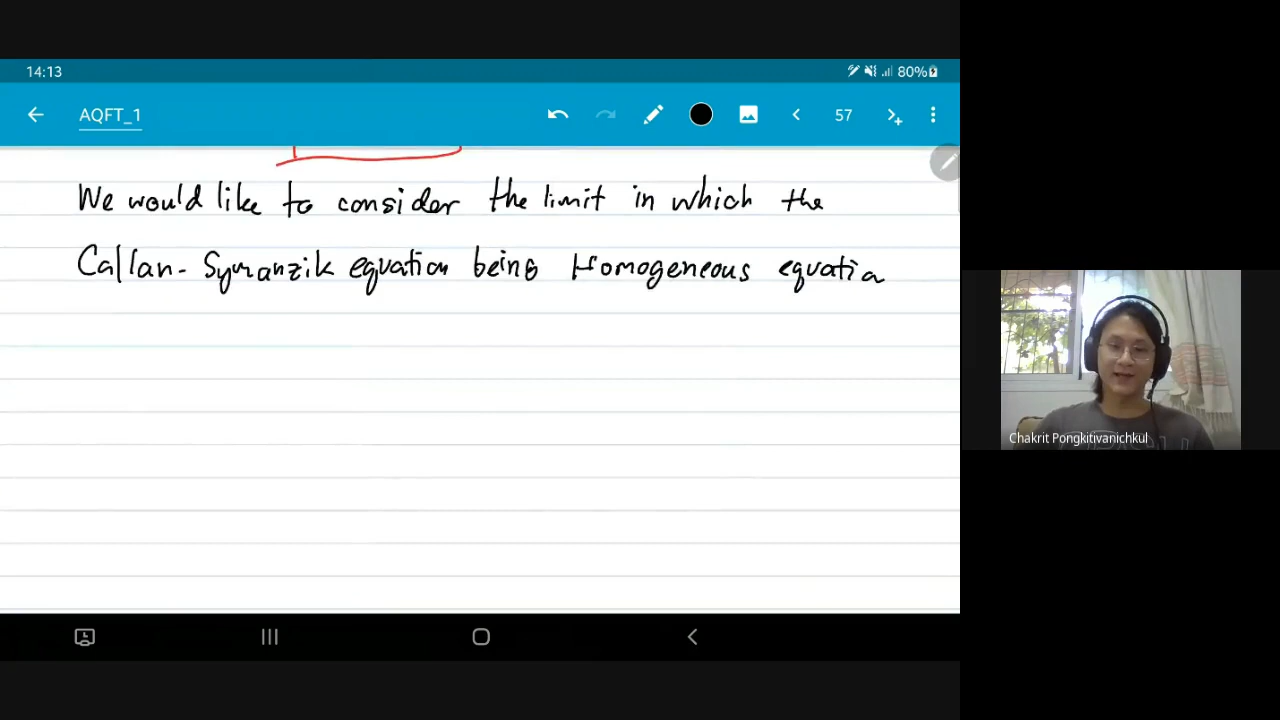 14:13
80%
AQFT_1
57
We would like to consider the limit in which the
Callan-Symanzik equation being Homogeneous equatio
Chakrit Pongkitivanichkul